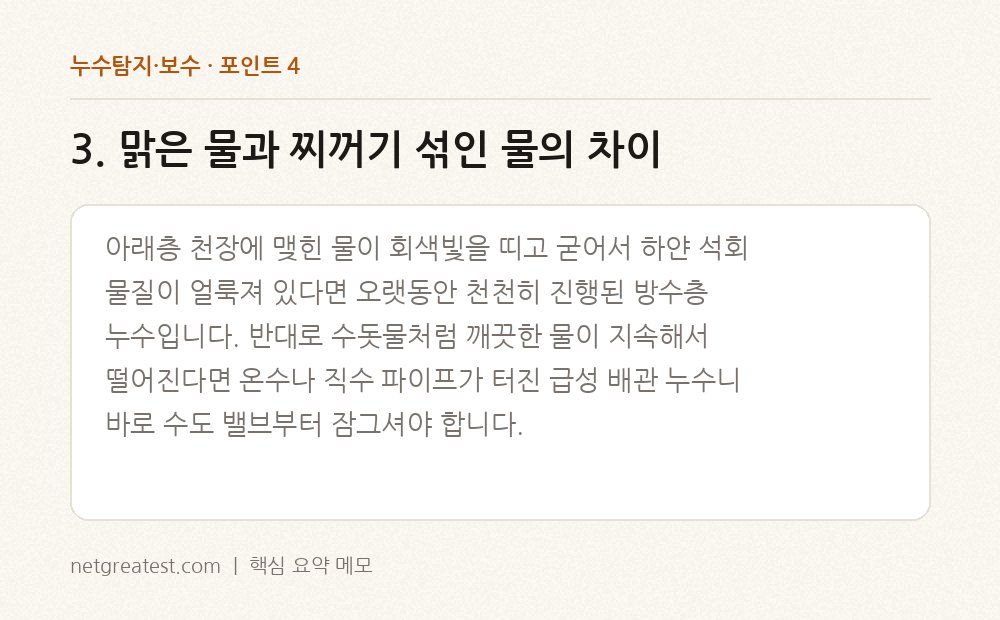 누수탐지·보수 · 포인트 4
3. 맑은 물과 찌꺼기 섞인 물의 차이
아래층 천장에 맺힌 물이 회색빛을 띠고 굳어서 하얀 석회
물질이 얼룩져 있다면 오랫동안 천천히 진행된 방수층
누수입니다. 반대로 수돗물처럼 깨끗한 물이 지속해서
떨어진다면 온수나 직수 파이프가 터진 급성 배관 누수니
바로 수도 밸브부터 잠그셔야 합니다.
netgreatest.com | 핵심 요약 메모